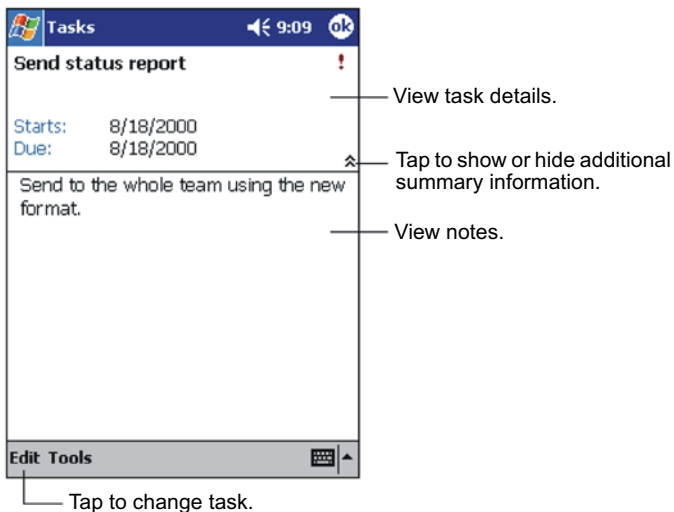 Tasks 9:09 ok
Send status report !
View task details.
Starts: 8/18/2000
Due: 8/18/2000
Tap to show or hide additional
summary information.
Send to the whole team using the new
format.
View notes.
Edit Tools
Tap to change task.